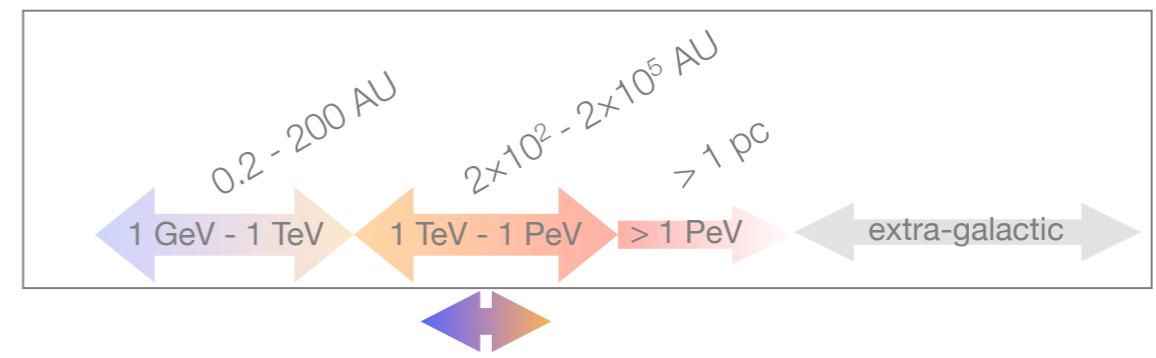 0.2 - 200 AU
2×10² - 2×10⁵ AU
> 1 pc
1 GeV - 1 TeV
1 TeV - 1 PeV
> 1 PeV
extra-galactic